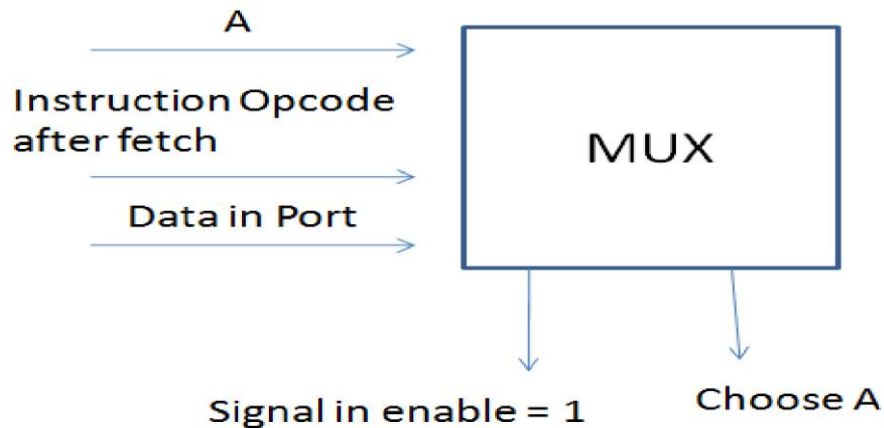 A
Instruction Opcode
after fetch
MUX
Data in Port
Signal in enable = 1
Choose A